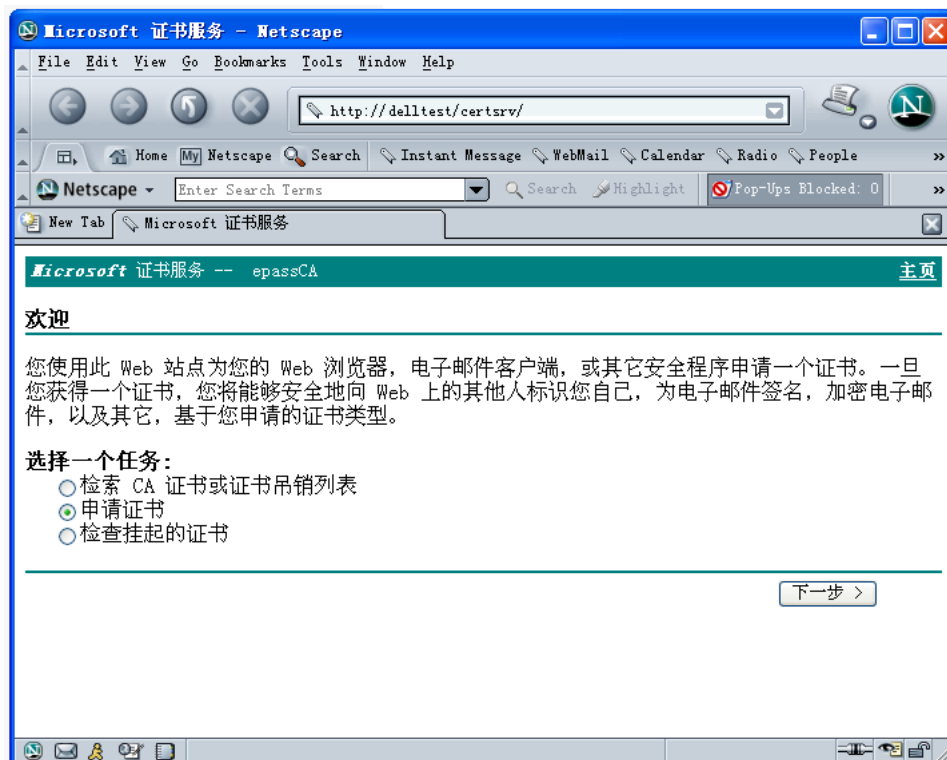 Microsoft 证书服务 - Netscape
File Edit View Go Bookmarks Tools Window Help
http://delltest/certsrv/
N
Home My Netscape Search Instant Message WebMail Calendar Radio People »
N Netscape Enter Search Terms Search Highlight Pop-Ups Blocked: 0 »
New Tab Microsoft 证书服务
Microsoft 证书服务 -- epassCA 主页
欢迎
您使用此 Web 站点为您的 Web 浏览器，电子邮件客户端，或其它安全程序申请一个证书。一旦
您获得一个证书，您将能够安全地向 Web 上的其他人标识您自己，为电子邮件签名，加密电子邮
件，以及其它，基于您申请的证书类型。
选择一个任务:
检索 CA 证书或证书吊销列表
申请证书
检查挂起的证书
下一步 >